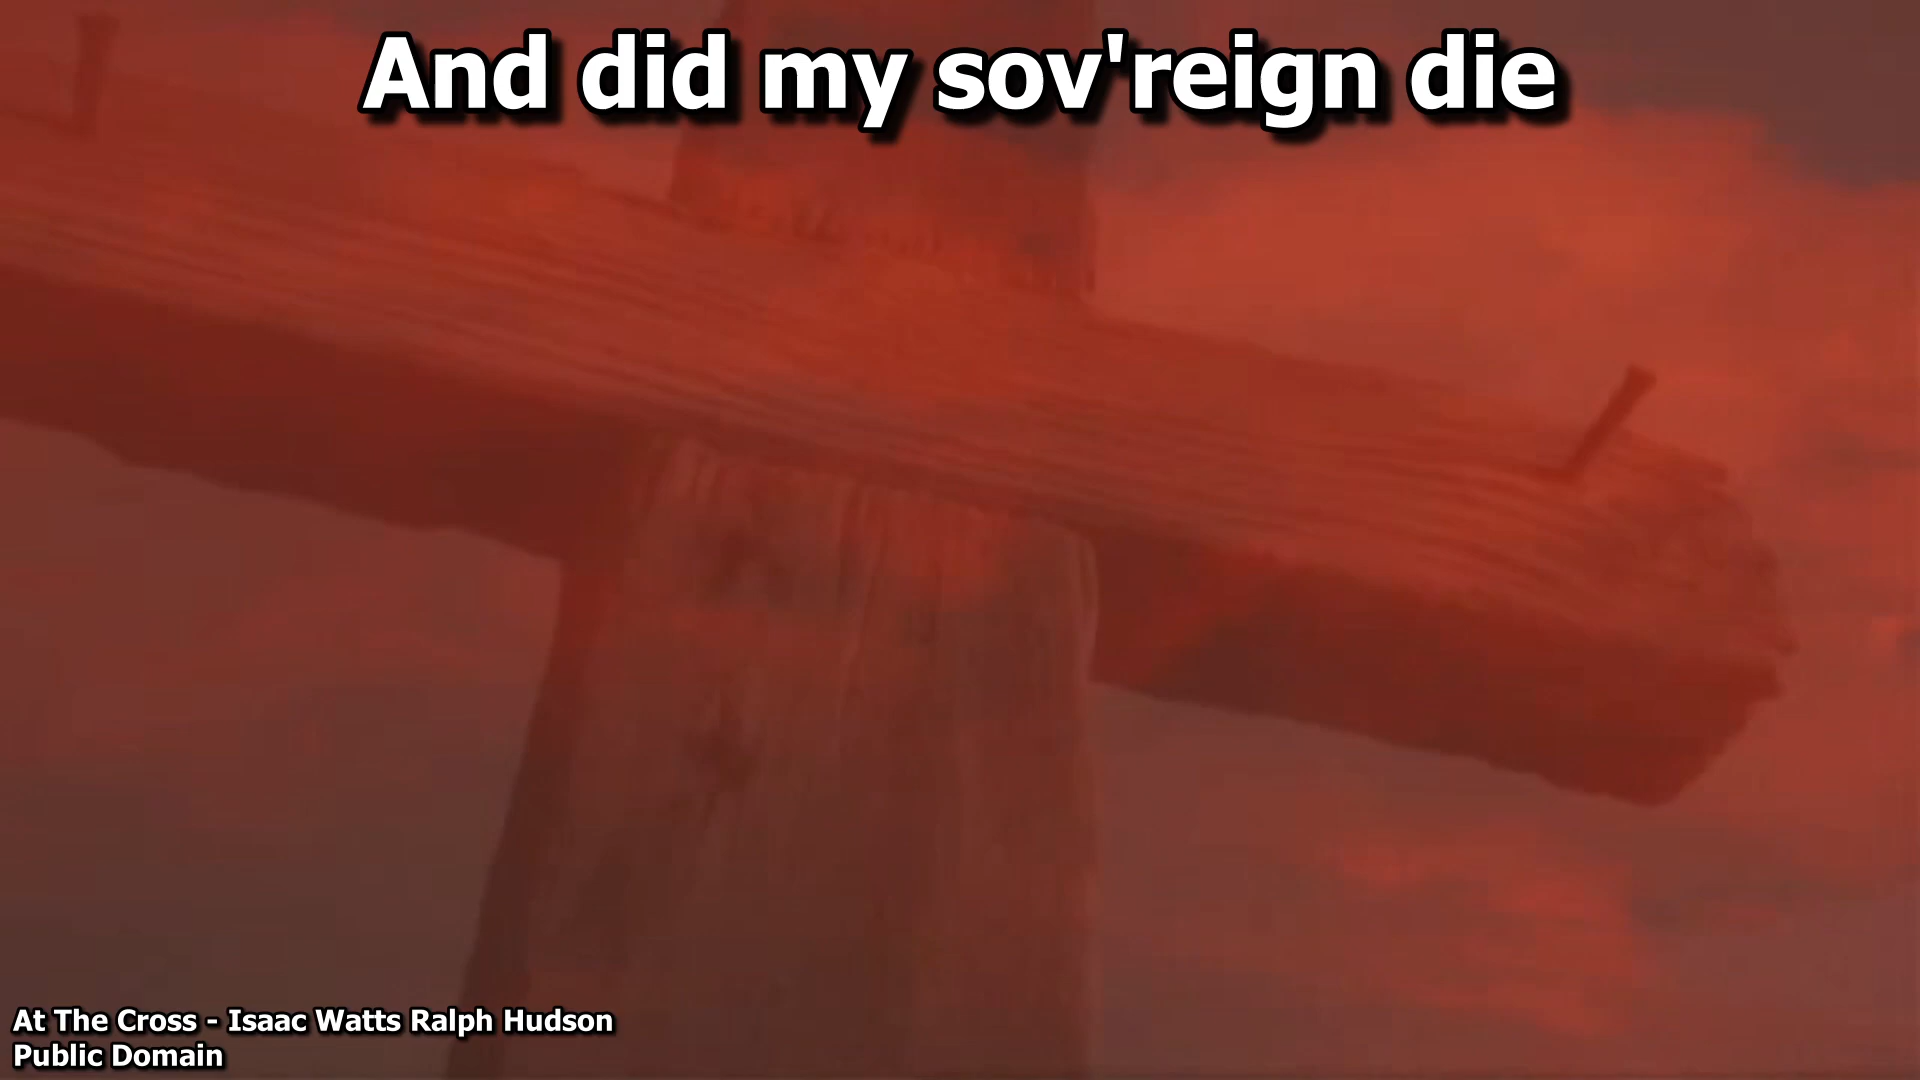 And did my sov'reign die
At The Cross - Isaac Watts Ralph Hudson
Public Domain